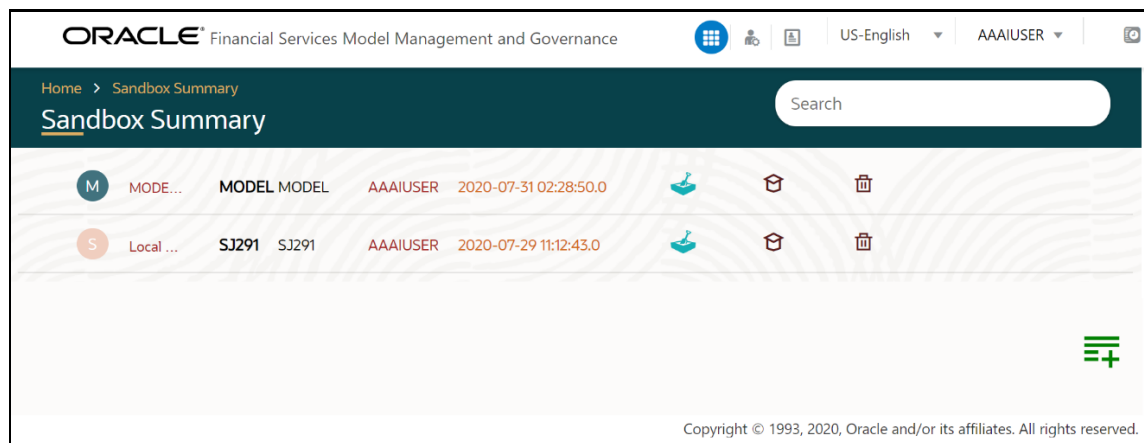 ORACLE® Financial Services Model Management and Governance US-English AAAIUSER
Home > Sandbox Summary
Sandbox Summary
Search
M MODE... MODEL MODEL AAAIUSER 2020-07-31 02:28:50.0
S Local ... SJ291 SJ291 AAAIUSER 2020-07-29 11:12:43.0
Copyright © 1993, 2020, Oracle and/or its affiliates. All rights reserved.